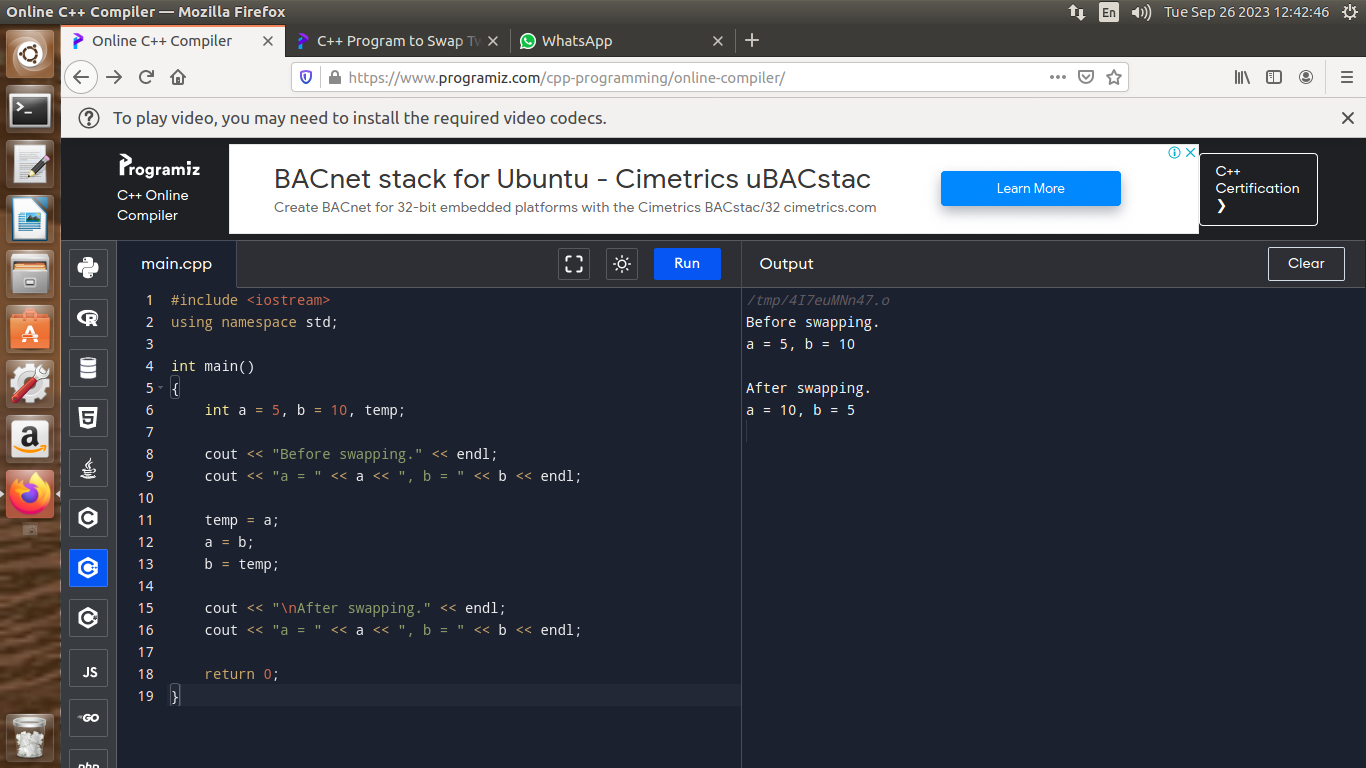 Online C++ Compiler — Mozilla Firefox
En
Tue Sep 26 2023 12:42:46
Online C++ Compiler
C++ Program to Swap Tw
WhatsApp
https://www.programiz.com/cpp-programming/online-compiler/
To play video, you may need to install the required video codecs.
Programiz
C++ Online
Compiler
BACnet stack for Ubuntu - Cimetrics uBACstac
Create BACnet for 32-bit embedded platforms with the Cimetrics BACstac/32 cimetrics.com
Learn More
C++
Certification
❯
main.cpp
Run
Output
Clear
1 #include <iostream>
2 using namespace std;
3
4 int main()
5 {
6     int a = 5, b = 10, temp;
7
8     cout << "Before swapping." << endl;
9     cout << "a = " << a << ", b = " << b << endl;
10
11     temp = a;
12     a = b;
13     b = temp;
14
15     cout << "\nAfter swapping." << endl;
16     cout << "a = " << a << ", b = " << b << endl;
17
18     return 0;
19 }
/tmp/4I7euMNn47.o
Before swapping.
a = 5, b = 10

After swapping.
a = 10, b = 5
JS
GO
php